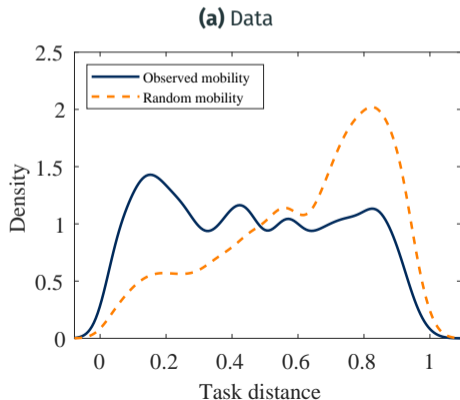 (a) Data
2.5
2
1.5
1
0.5
0
Density
Observed mobility
Random mobility
0 0.2 0.4 0.6 0.8 1
Task distance